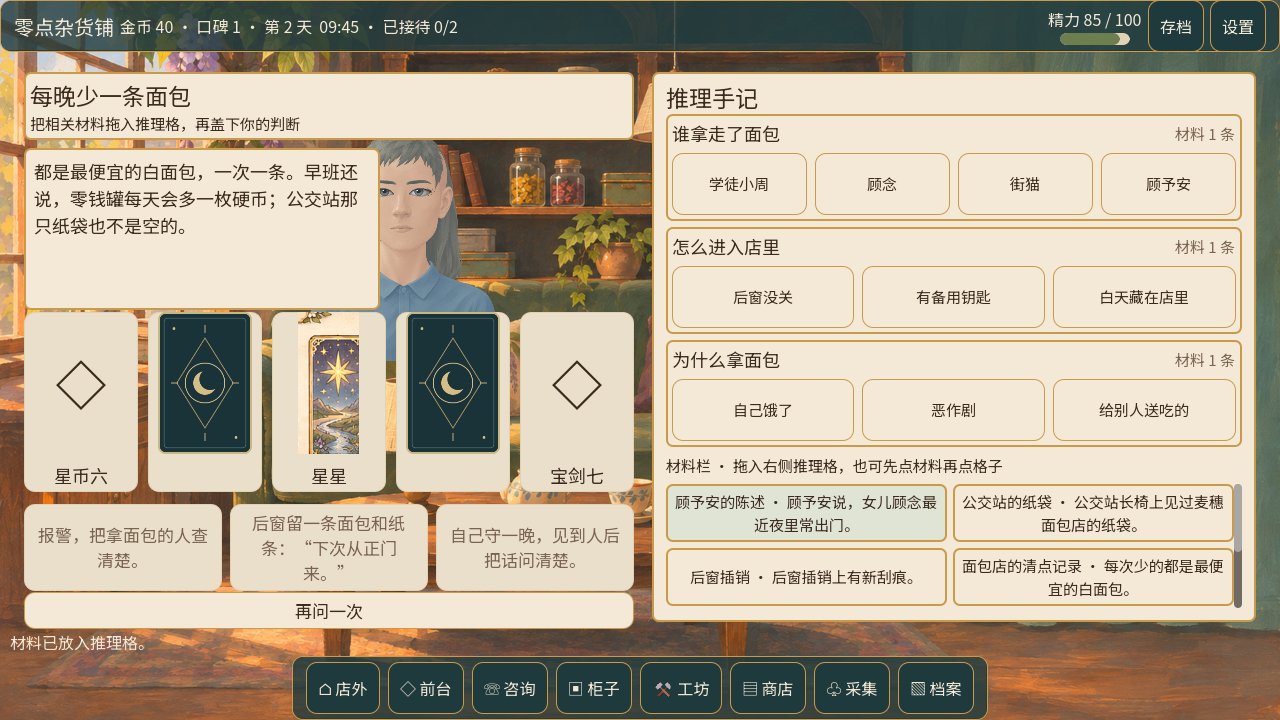 零点杂货铺 金币 40 · 口碑 1 · 第 2 天 09:45 · 已接待 0/2
精力 85 / 100
存档
设置
每晚少一条面包
把相关材料拖入推理格，再盖下你的判断
都是最便宜的白面包，一次一条。早班还
说，零钱罐每天会多一枚硬币；公交站那
只纸袋也不是空的。
星币六
星星
宝剑七
报警，把拿面包的人查
清楚。
后窗留一条面包和纸
条：“下次从正门
来。”
自己守一晚，见到人后
把话问清楚。
再问一次
材料已放入推理格。
推理手记
谁拿走了面包
材料 1 条
学徒小周
顾念
街猫
顾予安
怎么进入店里
材料 1 条
后窗没关
有备用钥匙
白天藏在店里
为什么拿面包
材料 1 条
自己饿了
恶作剧
给别人送吃的
材料栏 · 拖入右侧推理格，也可先点材料再点格子
顾予安的陈述 · 顾予安说，女儿顾念最
近夜里常出门。
公交站的纸袋 · 公交站长椅上见过麦穗
面包店的纸袋。
后窗插销 · 后窗插销上有新刮痕。
面包店的清点记录 · 每次少的都是最便
宜的白面包。
店外
前台
咨询
柜子
工坊
商店
采集
档案